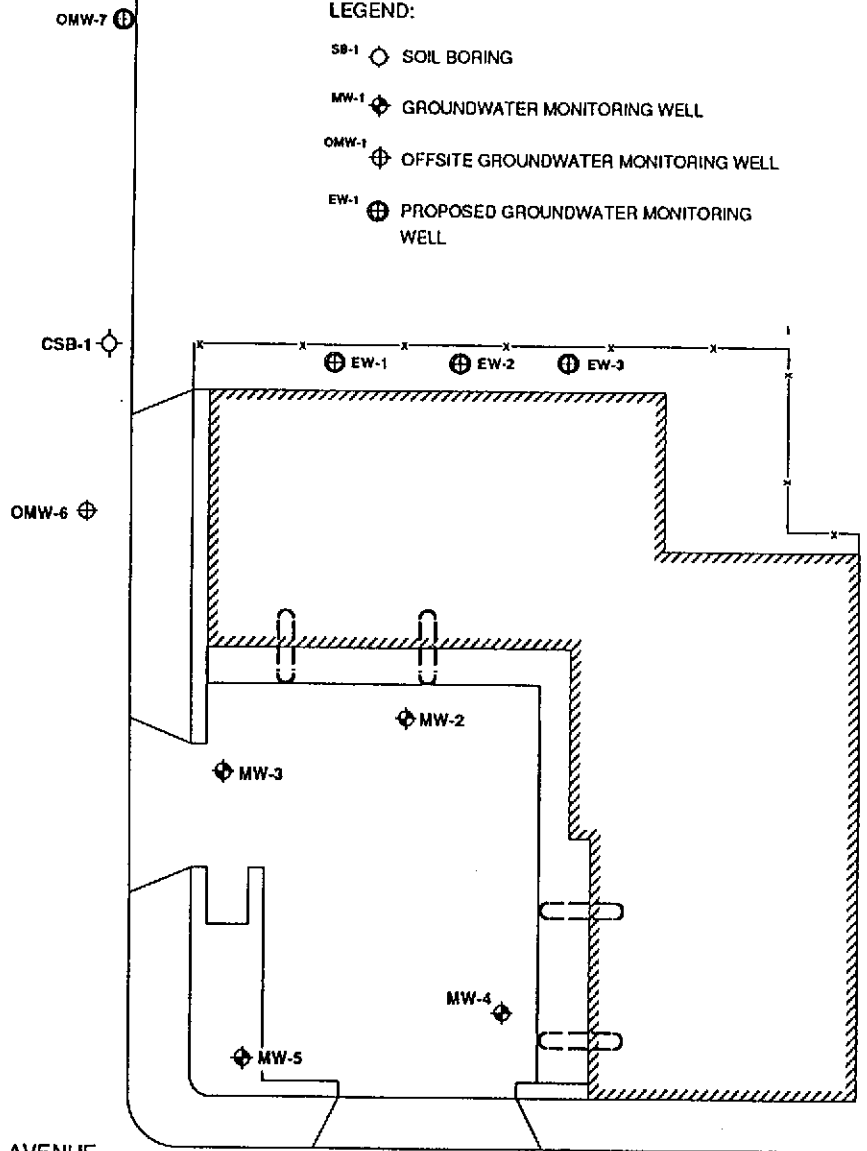 OMW-7
LEGEND:
SB-1 SOIL BORING
MW-1 GROUNDWATER MONITORING WELL
OMW-1 OFFSITE GROUNDWATER MONITORING WELL
EW-1 PROPOSED GROUNDWATER MONITORING
WELL
CSB-1
EW-1 EW-2 EW-3
OMW-6
MW-2
MW-3
MW-4
MW-5
AVENUE